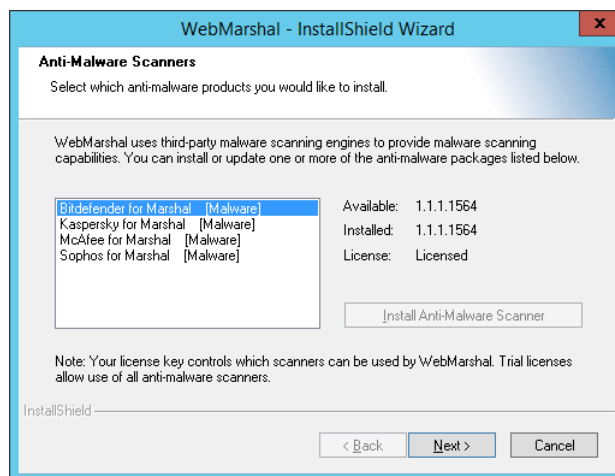 WebMarshal - InstallShield Wizard
x
Anti-Malware Scanners
Select which anti-malware products you would like to install.
WebMarshal uses third-party malware scanning engines to provide malware scanning
capabilities. You can install or update one or more of the anti-malware packages listed below.
Bitdefender for Marshal [Malware]
Kaspersky for Marshal [Malware]
McAfee for Marshal [Malware]
Sophos for Marshal [Malware]
Available: 1.1.1.1564
Installed: 1.1.1.1564
License: Licensed
Install Anti-Malware Scanner
Note: Your license key controls which scanners can be used by WebMarshal. Trial licenses
allow use of all anti-malware scanners.
InstallShield
< Back
Next >
Cancel